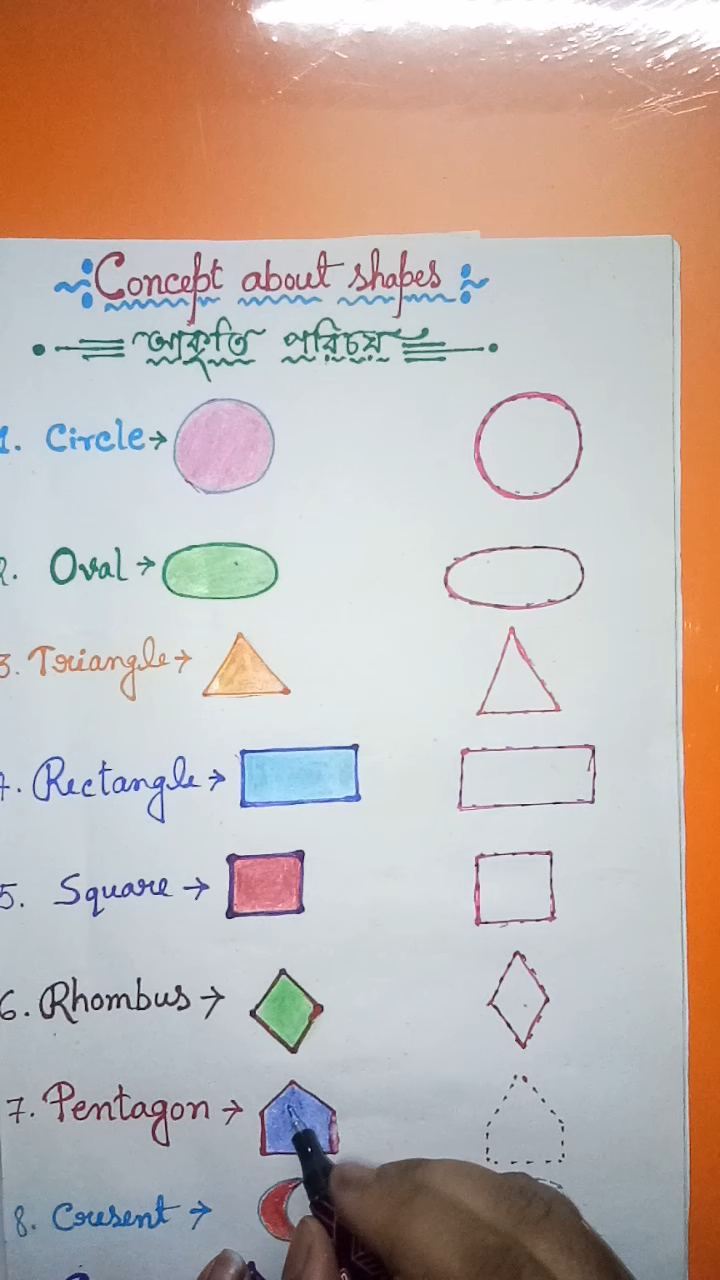 Concept about shapes
আকৃতি পরিচয়
1. Circle→
2. Oval→
3. Triangle→
4. Rectangle→
5. Square→
6. Rhombus→
7. Pentagon→
8. Cresent→